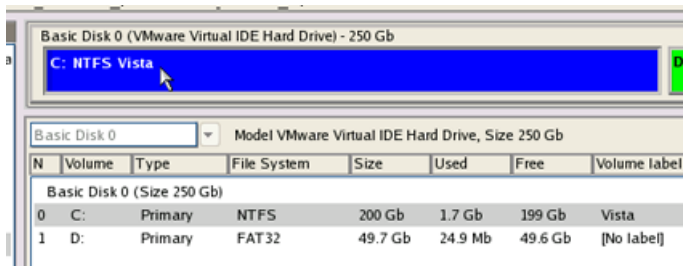 Basic Disk 0 (VMware Virtual IDE Hard Drive) - 250 Gb
C: NTFS Vista D
Basic Disk 0 Model VMware Virtual IDE Hard Drive, Size 250 Gb
N Volume Type File System Size Used Free Volume label
Basic Disk 0 (Size 250 Gb)
0 C: Primary NTFS 200 Gb 1.7 Gb 199 Gb Vista
1 D: Primary FAT32 49.7 Gb 24.9 Mb 49.6 Gb [No label]